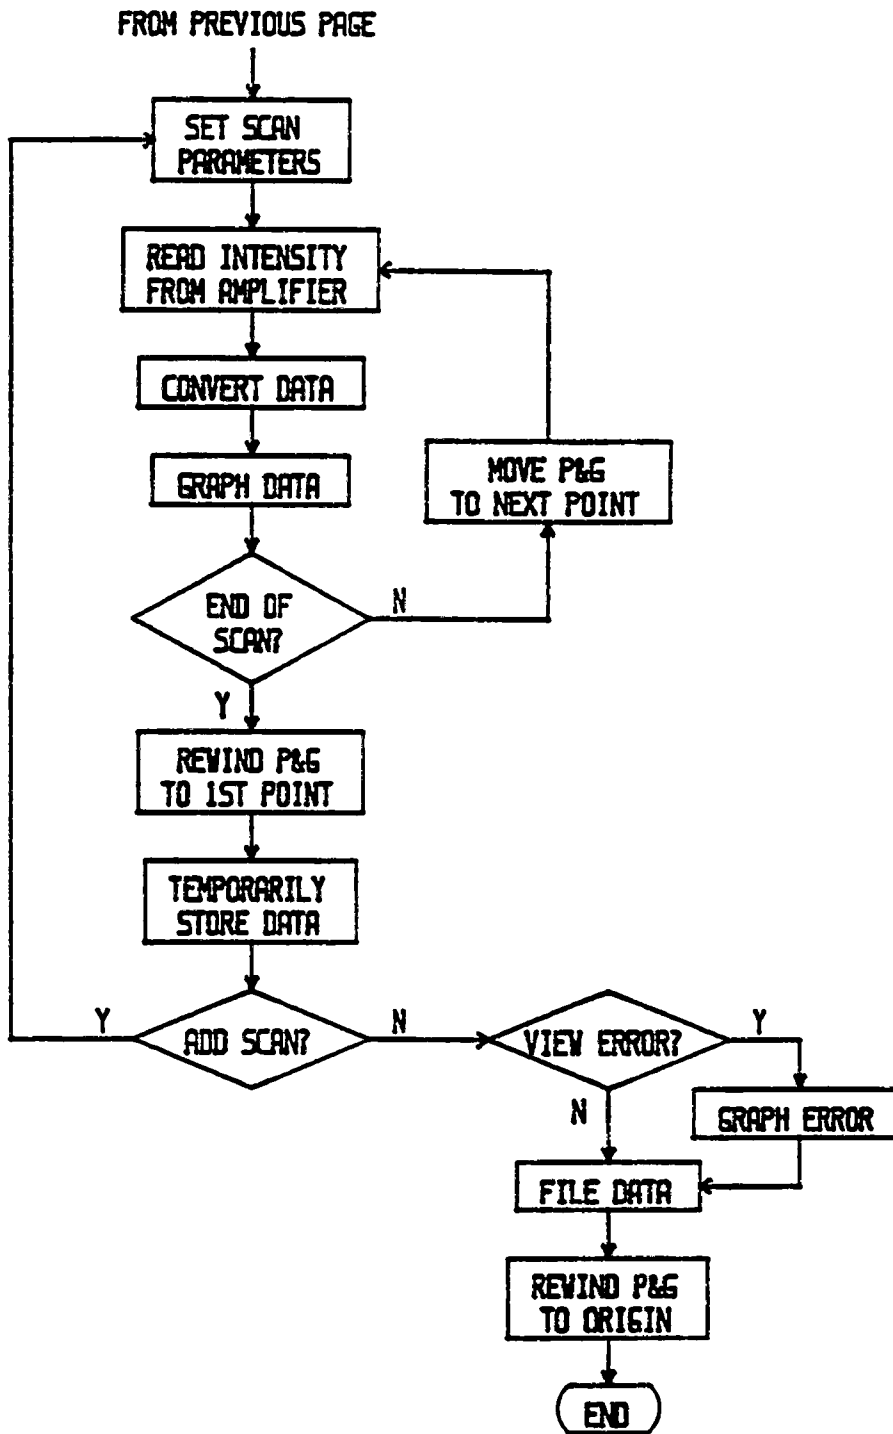 FROM PREVIOUS PAGE
SET SCAN
PARAMETERS
READ INTENSITY
FROM AMPLIFIER
CONVERT DATA
GRAPH DATA
MOVE P&G
TO NEXT POINT
END OF
SCAN?
N
Y
REWIND P&G
TO 1ST POINT
TEMPORARILY
STORE DATA
Y
ADD SCAN?
N
VIEW ERROR?
Y
N
GRAPH ERROR
FILE DATA
REWIND P&G
TO ORIGIN
END